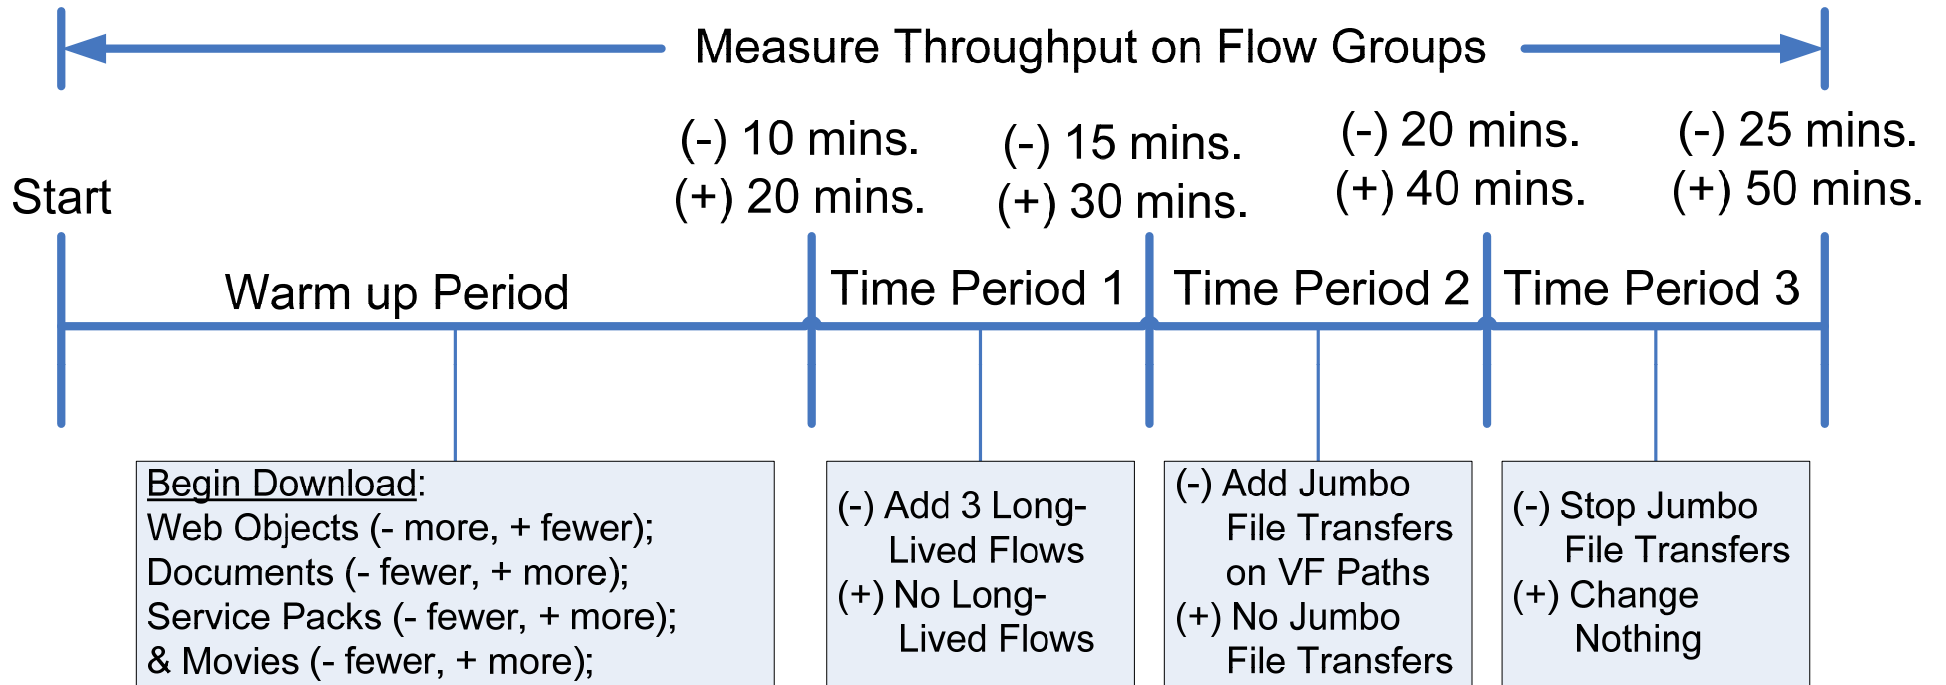 Measure Throughput on Flow Groups
(-) 10 mins.
(+) 20 mins.
(-) 15 mins.
(+) 30 mins.
(-) 20 mins.
(+) 40 mins.
(-) 25 mins.
(+) 50 mins.
Start
Warm up Period
Time Period 1
Time Period 2
Time Period 3
Begin Download:
Web Objects (- more, + fewer);
Documents (- fewer, + more);
Service Packs (- fewer, + more);
& Movies (- fewer, + more);
(-) Add 3 Long-
Lived Flows
(+) No Long-
Lived Flows
(-) Add Jumbo
File Transfers
on VF Paths
(+) No Jumbo
File Transfers
(-) Stop Jumbo
File Transfers
(+) Change
Nothing